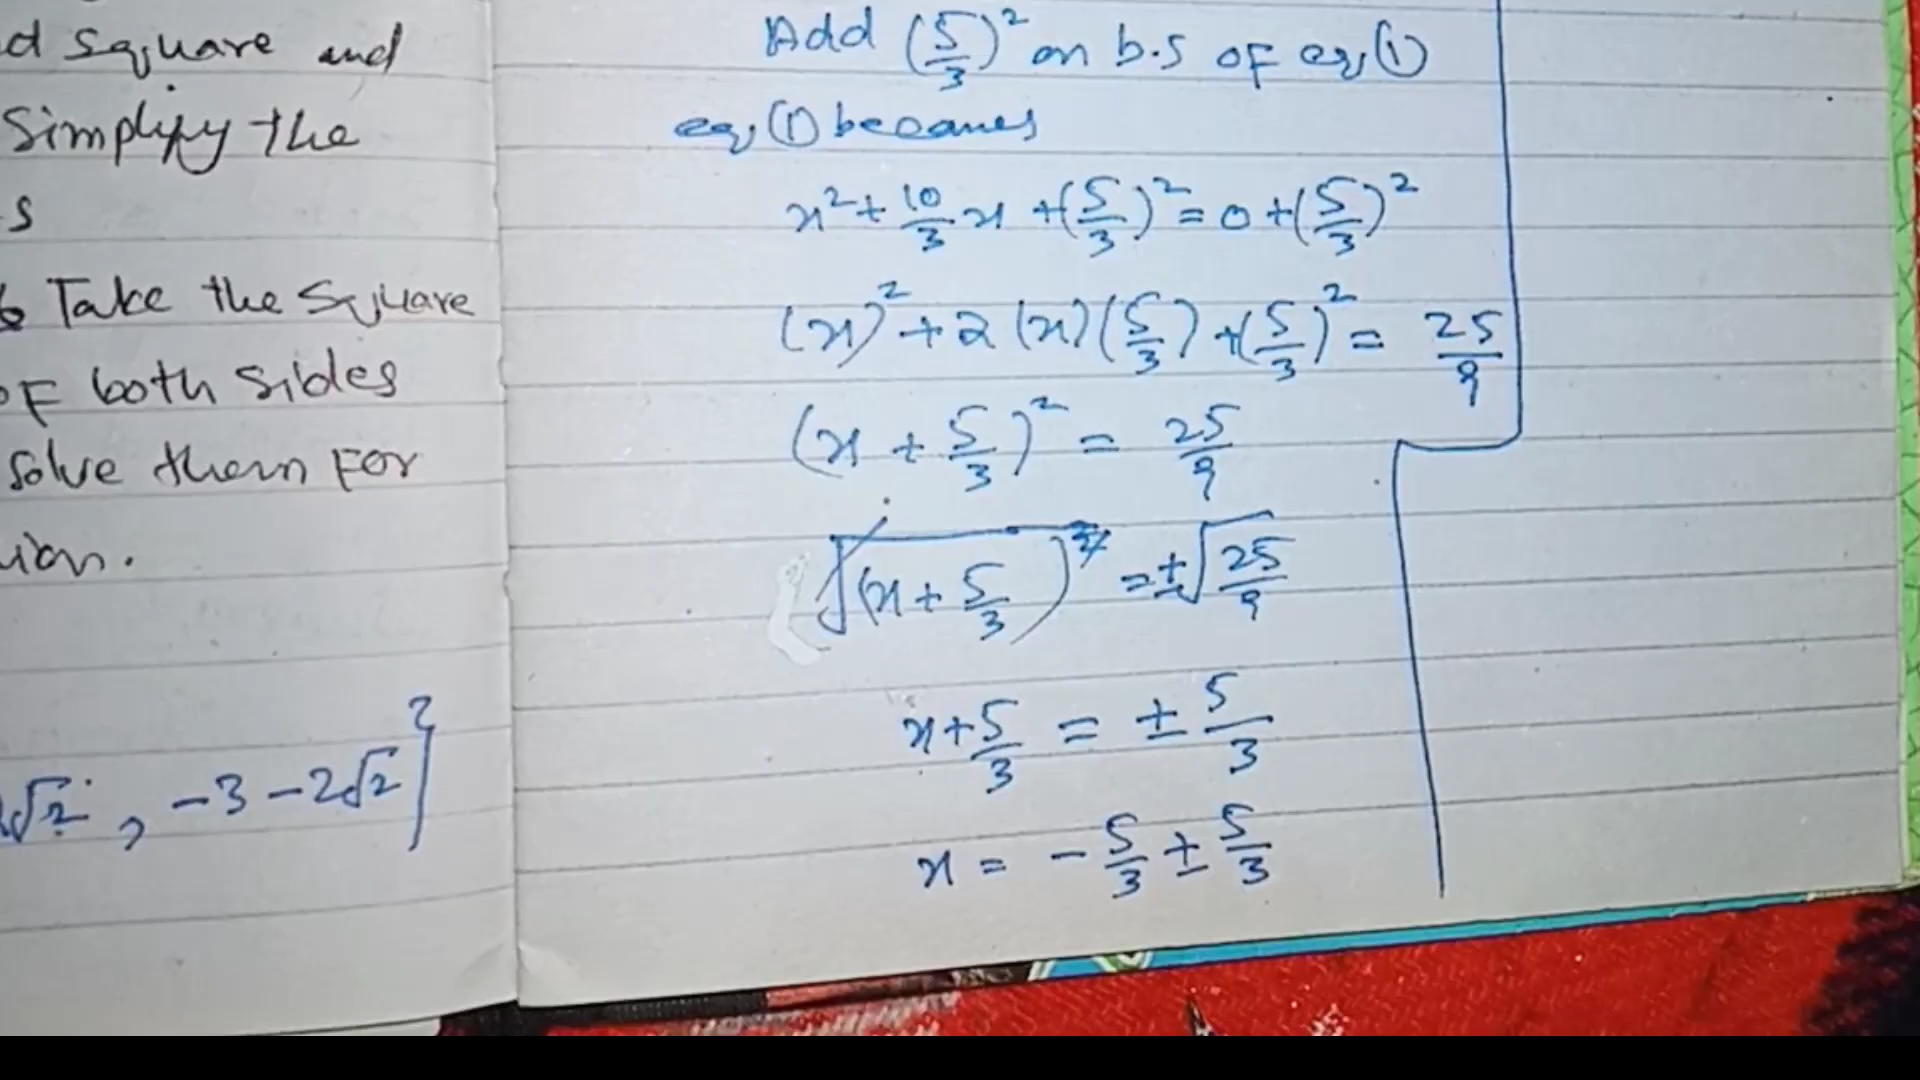 d square and
Simplify the
s
Take the Square
OF both sides
solve them For
ion.
√2 , -3-2√2}
Add (5/3)² on b.s of eq(1)
eq(1) becomes
x² + 10/3 x + (5/3)² = 0 + (5/3)²
(x)² + 2(x)(5/3) + (5/3)² = 25/9
(x + 5/3)² = 25/9
√(x + 5/3)² = ±√25/9
x + 5/3 = ± 5/3
x = -5/3 ± 5/3